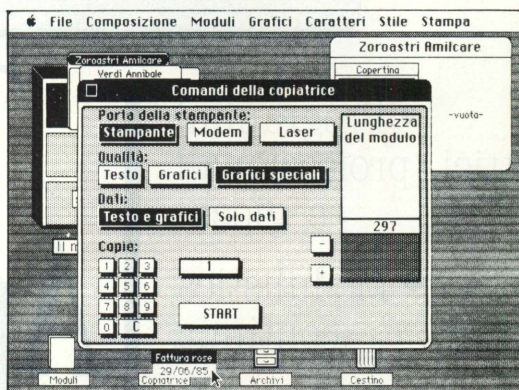 File Composizione Moduli Grafici Caratteri Stile Stampa
Zoroastri Amilcare
Verdi Annibale
Zoroastri Amilcare
Copertina
-vuota-
Comandi della copiatrice
Porta della stampante:
Stampante Modem Laser
Qualità:
Testo Grafici Grafici speciali
Dati:
Testo e grafici Solo dati
Copie:
1 2 3
4 5 6
7 8 9
0 C
1
START
Lunghezza
del modulo
297
-
+
Il m
Fattura rose
29/06/85
Moduli Copiatrice Archivi Cestino